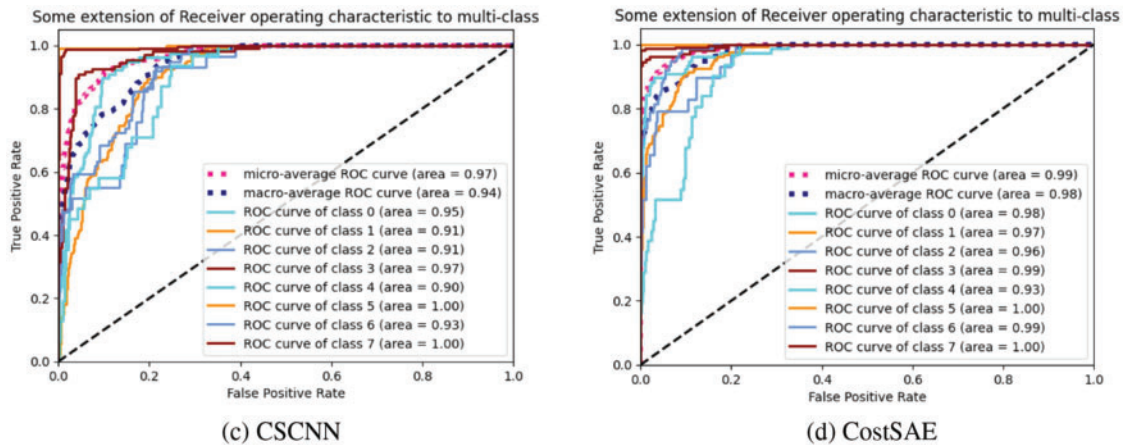 Some extension of Receiver operating characteristic to multi-class
1.0
0.8
0.6
0.4
0.2
0.0
True Positive Rate
micro-average ROC curve (area = 0.97)
macro-average ROC curve (area = 0.94)
ROC curve of class 0 (area = 0.95)
ROC curve of class 1 (area = 0.91)
ROC curve of class 2 (area = 0.91)
ROC curve of class 3 (area = 0.97)
ROC curve of class 4 (area = 0.90)
ROC curve of class 5 (area = 1.00)
ROC curve of class 6 (area = 0.93)
ROC curve of class 7 (area = 1.00)
0.0 0.2 0.4 0.6 0.8 1.0
False Positive Rate
(c) CSCNN
Some extension of Receiver operating characteristic to multi-class
1.0
0.8
0.6
0.4
0.2
0.0
True Positive Rate
micro-average ROC curve (area = 0.99)
macro-average ROC curve (area = 0.98)
ROC curve of class 0 (area = 0.98)
ROC curve of class 1 (area = 0.97)
ROC curve of class 2 (area = 0.96)
ROC curve of class 3 (area = 0.99)
ROC curve of class 4 (area = 0.93)
ROC curve of class 5 (area = 1.00)
ROC curve of class 6 (area = 0.99)
ROC curve of class 7 (area = 1.00)
0.0 0.2 0.4 0.6 0.8 1.0
False Positive Rate
(d) CostSAE